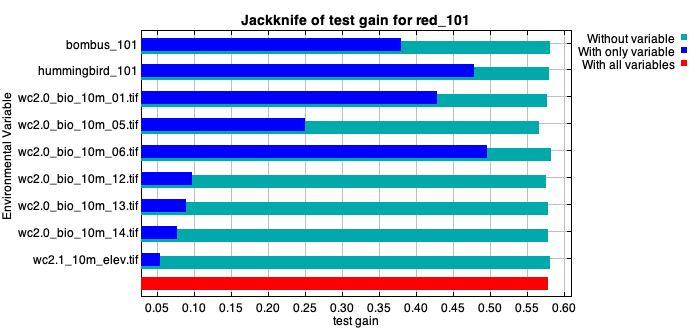 Jackknife of test gain for red_101
Without variable
With only variable
With all variables
Environmental Variable
bombus_101
hummingbird_101
wc2.0_bio_10m_01.tif
wc2.0_bio_10m_05.tif
wc2.0_bio_10m_06.tif
wc2.0_bio_10m_12.tif
wc2.0_bio_10m_13.tif
wc2.0_bio_10m_14.tif
wc2.1_10m_elev.tif
0.05 0.10 0.15 0.20 0.25 0.30 0.35 0.40 0.45 0.50 0.55 0.60
test gain